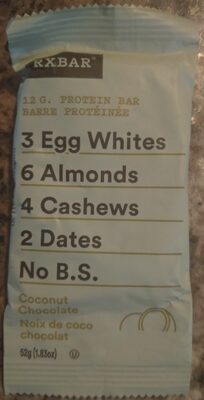 RXBAR™
12 G. PROTEIN BAR
BARRE PROTÉINÉE
3 Egg Whites
6 Almonds
4 Cashews
2 Dates
No B.S.
Coconut
Chocolate
Noix de coco
chocolat
52g (1.83oz) U